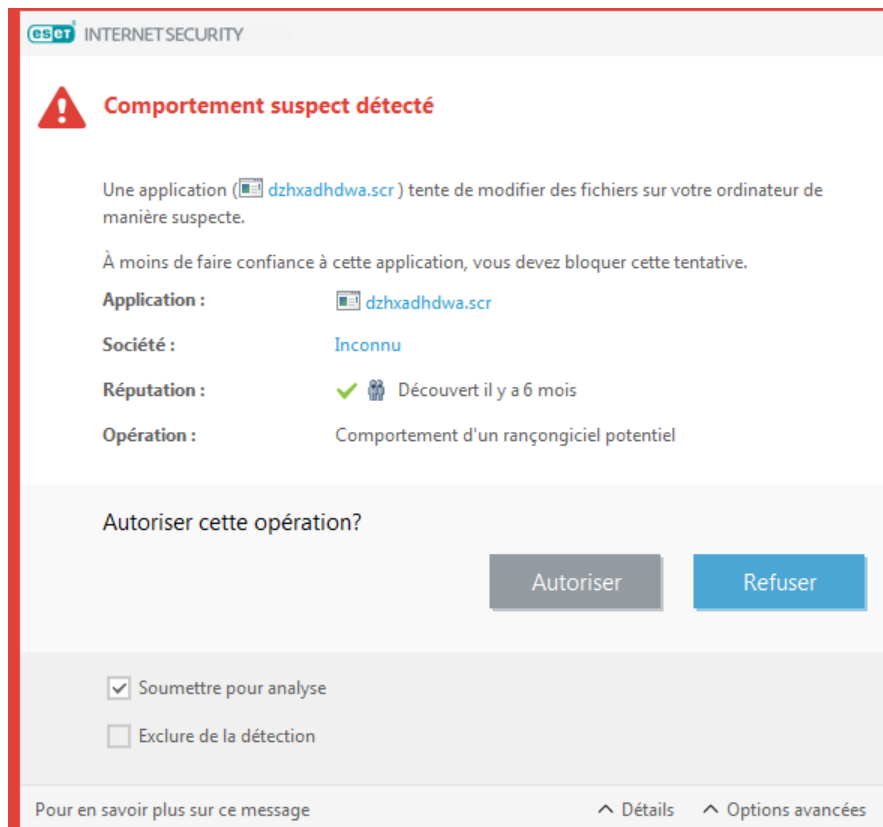 eset INTERNET SECURITY
Comportement suspect détecté
Une application ( dzhxadhdwa.scr ) tente de modifier des fichiers sur votre ordinateur de
manière suspecte.
À moins de faire confiance à cette application, vous devez bloquer cette tentative.
Application : dzhxadhdwa.scr
Société : Inconnu
Réputation : Découvert il y a 6 mois
Opération : Comportement d'un rançongiciel potentiel
Autoriser cette opération?
Autoriser Refuser
Soumettre pour analyse
Exclure de la détection
Pour en savoir plus sur ce message Détails Options avancées